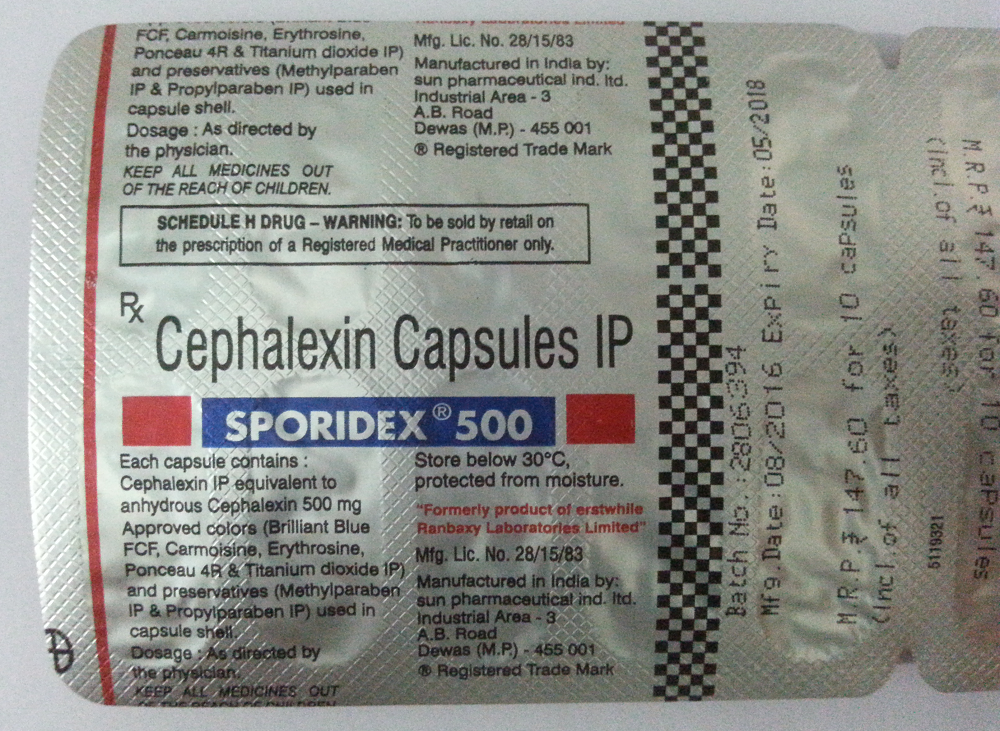 FCF, Carmoisine, Erythrosine,
Ponceau 4R & Titanium dioxide IP)
and preservatives (Methylparaben
IP & Propylparaben IP) used in
capsule shell.
Dosage : As directed by
the physician.
KEEP ALL MEDICINES OUT
OF THE REACH OF CHILDREN.
Ranbaxy Laboratories Limited
Mfg. Lic. No. 28/15/83
Manufactured in India by:
sun pharmaceutical ind. ltd.
Industrial Area - 3
A.B. Road
Dewas (M.P.) - 455 001
® Registered Trade Mark
SCHEDULE H DRUG – WARNING: To be sold by retail on
the prescription of a Registered Medical Practitioner only.
Rx
Cephalexin Capsules IP
SPORIDEX® 500
Each capsule contains :
Cephalexin IP equivalent to
anhydrous Cephalexin 500 mg
Approved colors (Brilliant Blue
FCF, Carmoisine, Erythrosine,
Ponceau 4R & Titanium dioxide IP)
and preservatives (Methylparaben
IP & Propylparaben IP) used in
capsule shell.
Dosage : As directed by
the physician.
KEEP ALL MEDICINES OUT
OF THE REACH OF CHILDREN
Store below 30°C,
protected from moisture.
"Formerly product of erstwhile
Ranbaxy Laboratories Limited"
Mfg. Lic. No. 28/15/83
Manufactured in India by:
sun pharmaceutical ind. ltd.
Industrial Area - 3
A.B. Road
Dewas (M.P.) - 455 001
® Registered Trade Mark
Batch No.:2806394
Mfg.Date:08/2016 Expiry Date:05/2018
M.R.P.₹ 147.60 for 10 capsules
(Incl.of all taxes)
5119321
M.R.P.₹ 147.60 for 10 capsules
(Incl.of all taxes)